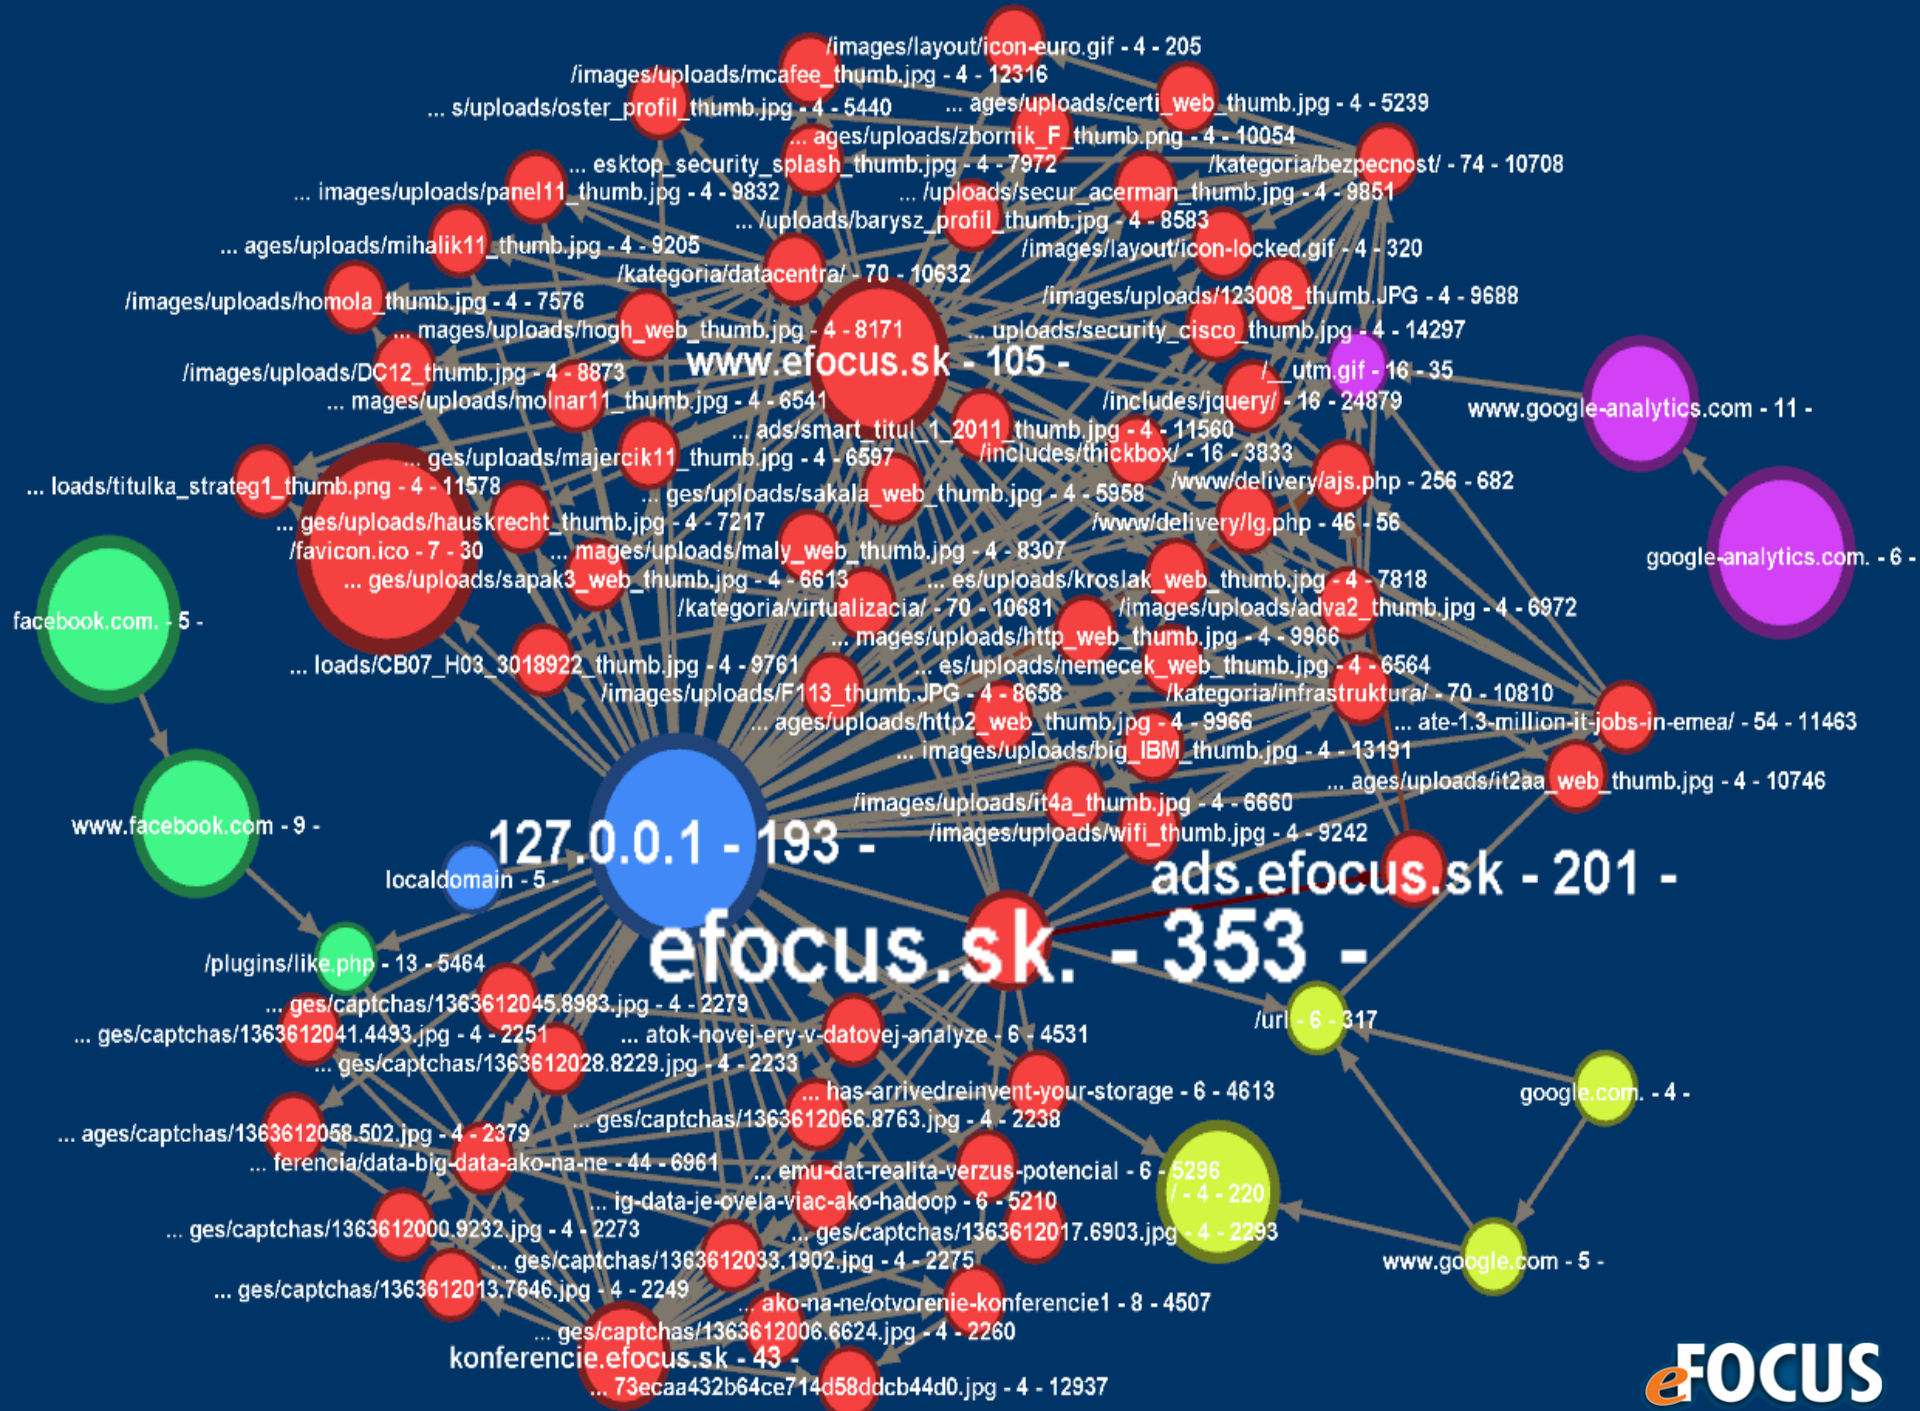 /images/layout/icon-euro.gif - 4 - 205
/images/uploads/mcafee_thumb.jpg - 4 - 12316
... s/uploads/oster_profil_thumb.jpg - 4 - 5440
... ages/uploads/certi_web_thumb.jpg - 4 - 5239
... ages/uploads/zbornik_F_thumb.png - 4 - 10054
... esktop_security_splash_thumb.jpg - 4 - 7972
/kategoria/bezpecnost/ - 74 - 10708
... images/uploads/panel11_thumb.jpg - 4 - 9832
... /uploads/secur_acerman_thumb.jpg - 4 - 9851
... /uploads/barysz_profil_thumb.jpg - 4 - 8583
... ages/uploads/mihalik11_thumb.jpg - 4 - 9205
/images/layout/icon-locked.gif - 4 - 320
/kategoria/datacentra/ - 70 - 10632
/images/uploads/homola_thumb.jpg - 4 - 7576
/images/uploads/123008_thumb.JPG - 4 - 9688
... mages/uploads/hogh_web_thumb.jpg - 4 - 8171
... uploads/security_cisco_thumb.jpg - 4 - 14297
www.efocus.sk - 105 -
/images/uploads/DC12_thumb.jpg - 4 - 8873
/__utm.gif - 16 - 35
... mages/uploads/molnar11_thumb.jpg - 4 - 6541
/includes/jquery/ - 16 - 24879
www.google-analytics.com - 11 -
... ads/smart_titul_1_2011_thumb.jpg - 4 - 11560
... ges/uploads/majercik11_thumb.jpg - 4 - 6597
/includes/thickbox/ - 16 - 3833
... loads/titulka_strateg1_thumb.png - 4 - 11578
... ges/uploads/sakala_web_thumb.jpg - 4 - 5958
/www/delivery/ajs.php - 256 - 682
... ges/uploads/hauskrecht_thumb.jpg - 4 - 7217
/www/delivery/lg.php - 46 - 56
/favicon.ico - 7 - 30
... mages/uploads/maly_web_thumb.jpg - 4 - 8307
google-analytics.com. - 6 -
... ges/uploads/sapak3_web_thumb.jpg - 4 - 6613
... es/uploads/kroslak_web_thumb.jpg - 4 - 7818
/kategoria/virtualizacia/ - 70 - 10681
/images/uploads/adva2_thumb.jpg - 4 - 6972
facebook.com. - 5 -
... mages/uploads/http_web_thumb.jpg - 4 - 9966
... loads/CB07_H03_3018922_thumb.jpg - 4 - 9761
... es/uploads/nemecek_web_thumb.jpg - 4 - 6564
/images/uploads/F113_thumb.JPG - 4 - 8658
/kategoria/infrastruktura/ - 70 - 10810
... ages/uploads/http2_web_thumb.jpg - 4 - 9966
... ate-1.3-million-it-jobs-in-emea/ - 54 - 11463
... images/uploads/big_IBM_thumb.jpg - 4 - 13191
... ages/uploads/it2aa_web_thumb.jpg - 4 - 10746
/images/uploads/it4a_thumb.jpg - 4 - 6660
www.facebook.com - 9 -
/images/uploads/wifi_thumb.jpg - 4 - 9242
127.0.0.1 - 193 -
localdomain - 5 -
ads.efocus.sk - 201 -
efocus.sk. - 353 -
/plugins/like.php - 13 - 5464
... ges/captchas/1363612045.8983.jpg - 4 - 2279
/url - 6 - 317
... ges/captchas/1363612041.4493.jpg - 4 - 2251
... atok-novej-ery-v-datovej-analyze - 6 - 4531
... ges/captchas/1363612028.8229.jpg - 4 - 2233
... has-arrivedreinvent-your-storage - 6 - 4613
google.com. - 4 -
... ges/captchas/1363612066.8763.jpg - 4 - 2238
... ages/captchas/1363612058.502.jpg - 4 - 2379
... ferencia/data-big-data-ako-na-ne - 44 - 6961
... emu-dat-realita-verzus-potencial - 6 - 5296
/ - 4 - 220
... ig-data-je-ovela-viac-ako-hadoop - 6 - 5210
... ges/captchas/1363612000.9232.jpg - 4 - 2273
... ges/captchas/1363612017.6903.jpg - 4 - 2293
... ges/captchas/1363612033.1902.jpg - 4 - 2275
www.google.com - 5 -
... ges/captchas/1363612013.7646.jpg - 4 - 2249
... ako-na-ne/otvorenie-konferencie1 - 8 - 4507
... ges/captchas/1363612006.6624.jpg - 4 - 2260
konferencie.efocus.sk - 43 -
... 73ecaa432b64ce714d58ddcb44d0.jpg - 4 - 12937
eFOCUS